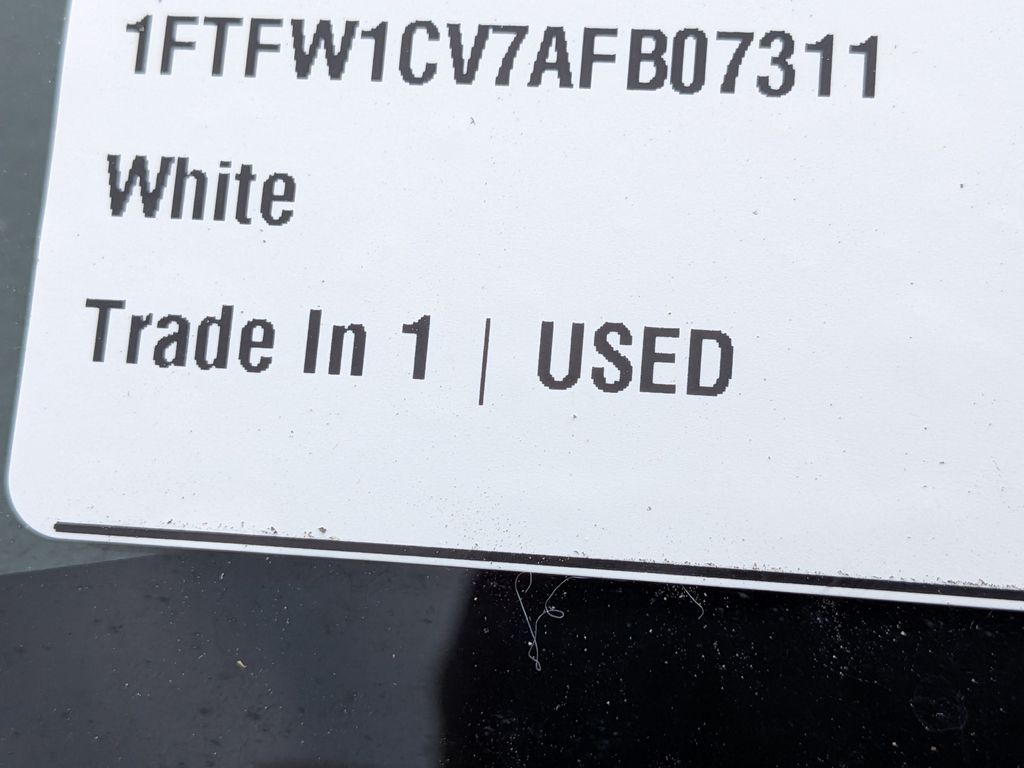 1FTFW1CV7AFB07311
White
Trade In 1 | USED